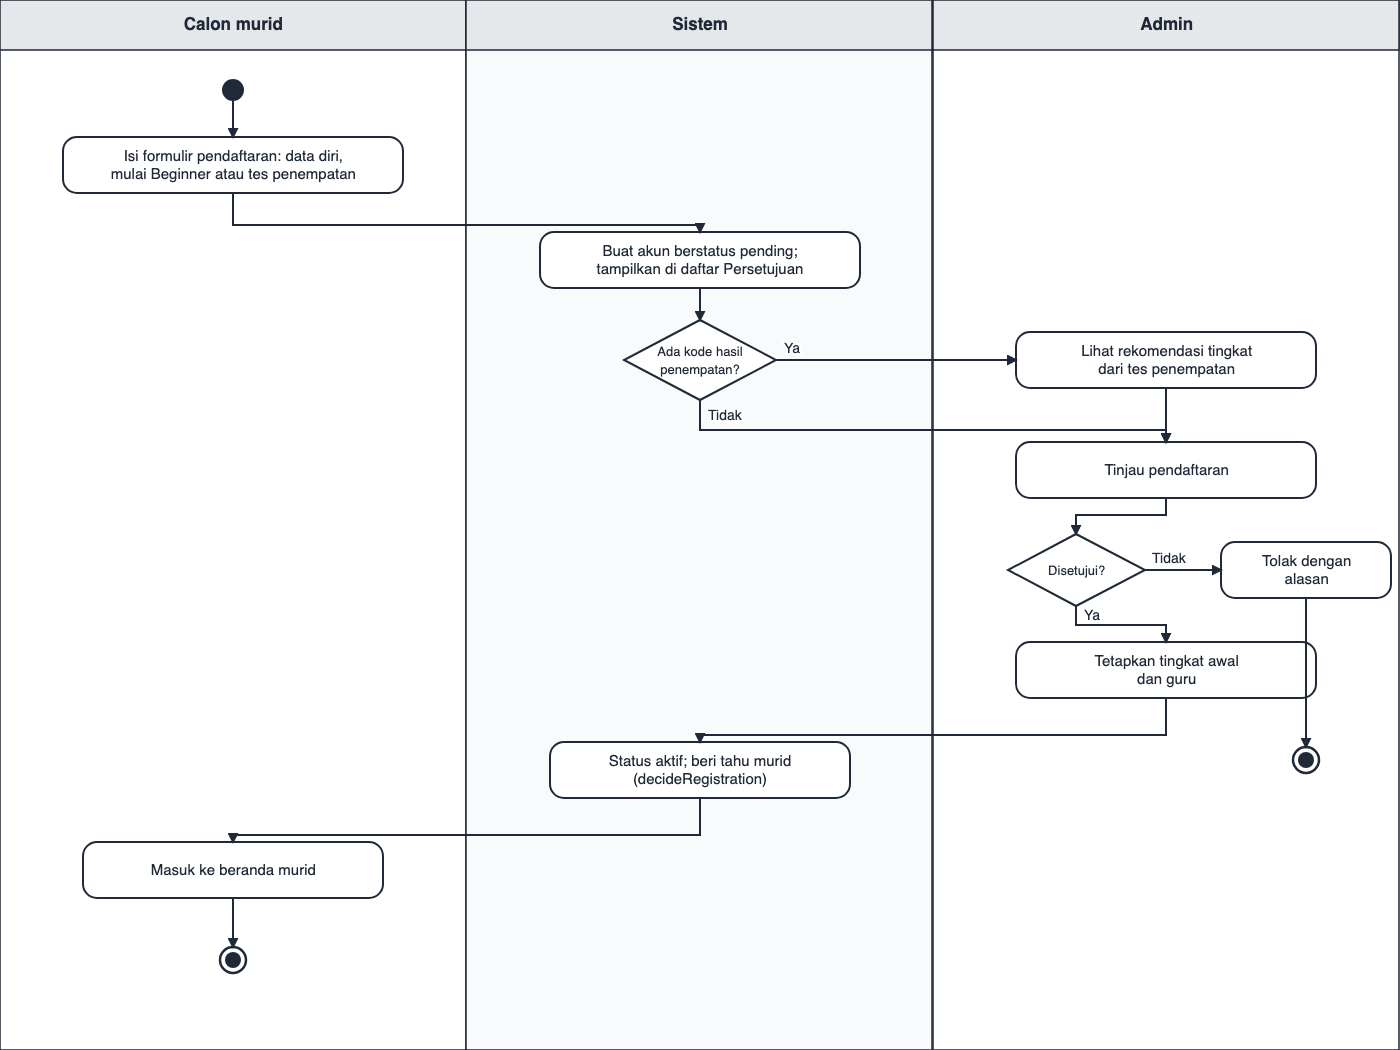 Calon murid
Sistem
Admin
Isi formulir pendaftaran: data diri,
mulai Beginner atau tes penempatan
Buat akun berstatus pending;
tampilkan di daftar Persetujuan
Ada kode hasil
penempatan?
Ya
Lihat rekomendasi tingkat
dari tes penempatan
Tidak
Tinjau pendaftaran
Disetujui?
Tidak
Tolak dengan
alasan
Ya
Tetapkan tingkat awal
dan guru
Status aktif; beri tahu murid
(decideRegistration)
Masuk ke beranda murid